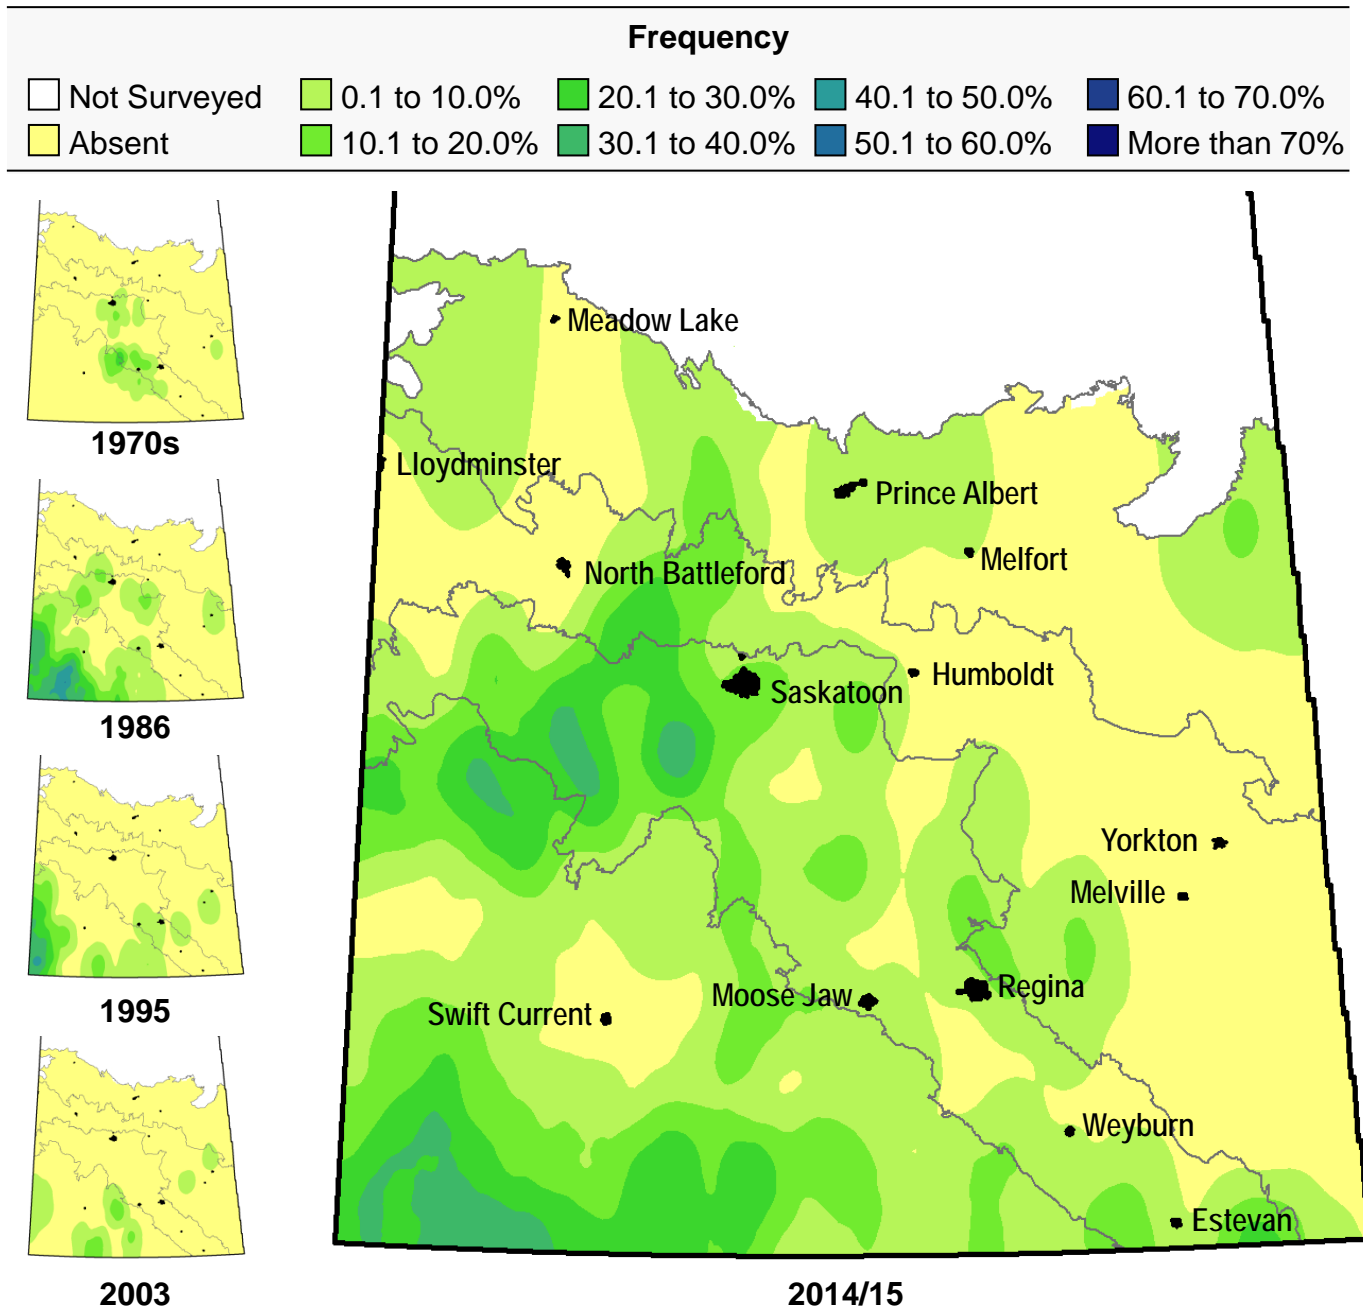 Frequency
Not Surveyed 0.1 to 10.0% 20.1 to 30.0% 40.1 to 50.0% 60.1 to 70.0%
Absent 10.1 to 20.0% 30.1 to 40.0% 50.1 to 60.0% More than 70%
1970s
1986
1995
2003
Meadow Lake
Lloydminster
Prince Albert
Melfort
North Battleford
Humboldt
Saskatoon
Yorkton
Melville
Regina
Moose Jaw
Swift Current
Weyburn
Estevan
2014/15